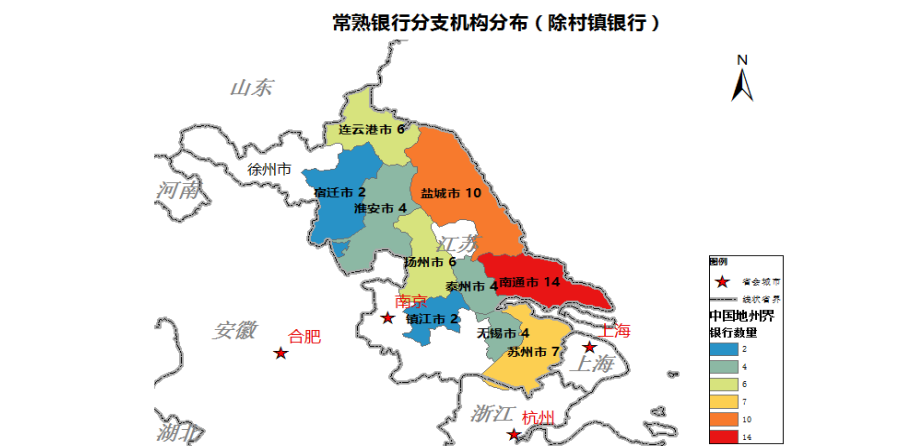 常熟银行分支机构分布（除村镇银行）
N
山东
连云港市 6
徐州市
河南
宿迁市 2
盐城市 10
淮安市 4
江苏
扬州市 6
泰州市 4
南通市 14
南京
镇江市 2
安徽
合肥
无锡市 4
上海
苏州市 7
上海
浙江
杭州
湖北
图例
省会城市
线状省界
中国地州界
银行数量
2
4
6
7
10
14